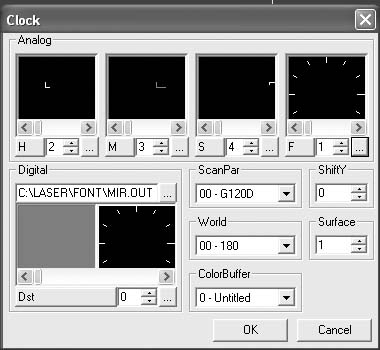 Clock
Analog
H 2 ... M 3 ... S 4 ... F 1 ...
Digital
ScanPar
ShiftY
C:\LASER\FONT\MIR.OUT ...
00 - G120D
0
World
Surface
00 - 180
1
ColorBuffer
Dst 0 ...
0 - Untitled
OK Cancel